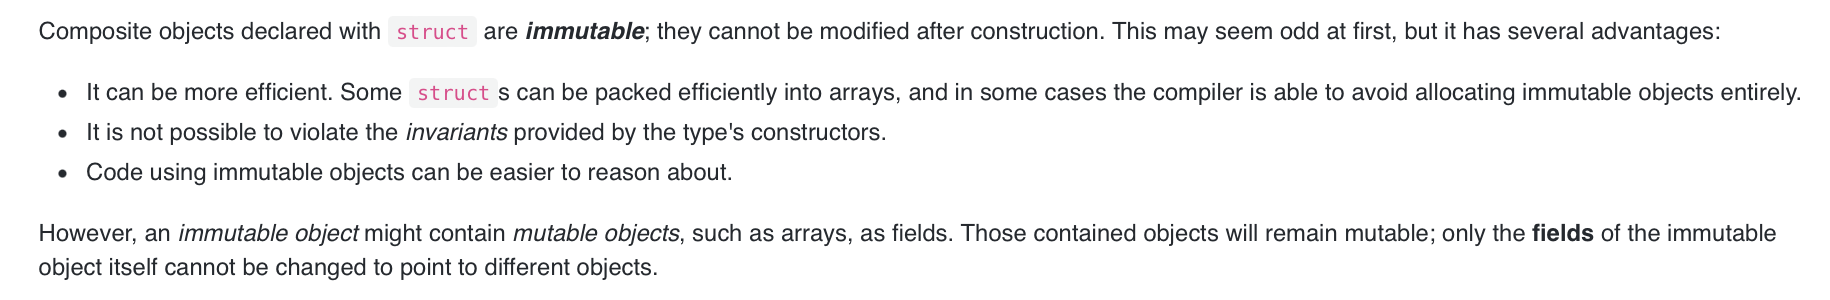 Composite objects declared with struct are immutable; they cannot be modified after construction. This may seem odd at first, but it has several advantages:
• It can be more efficient. Some structs can be packed efficiently into arrays, and in some cases the compiler is able to avoid allocating immutable objects entirely.
• It is not possible to violate the invariants provided by the type's constructors.
• Code using immutable objects can be easier to reason about.
However, an immutable object might contain mutable objects, such as arrays, as fields. Those contained objects will remain mutable; only the fields of the immutable
object itself cannot be changed to point to different objects.